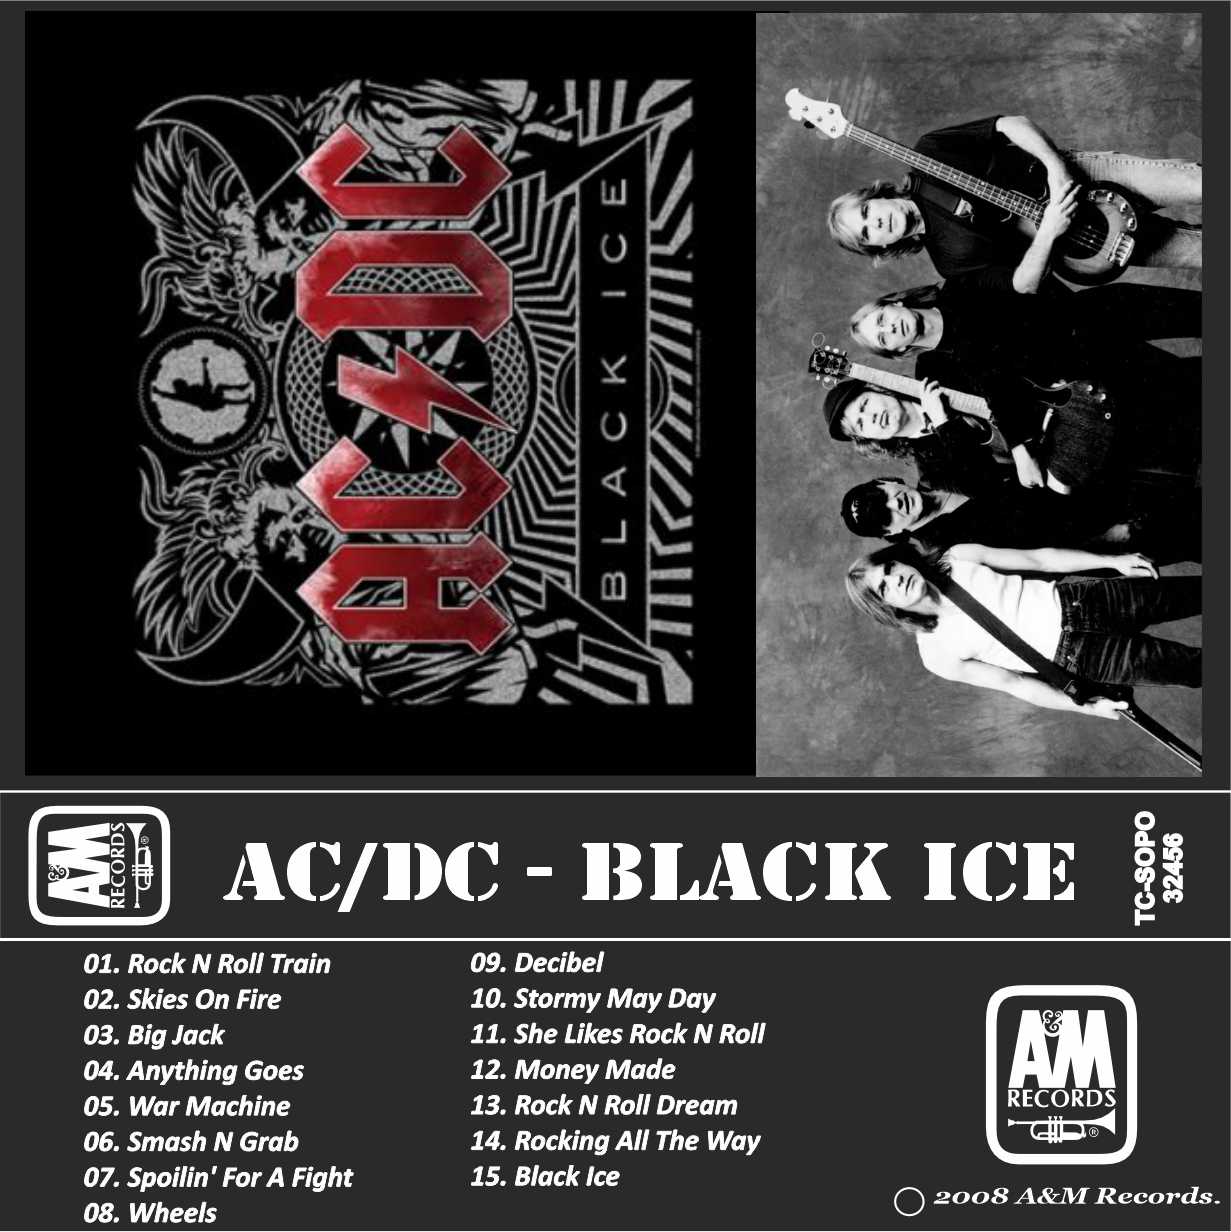 AC DC
BLACK ICE
A&M
RECORDS
®
AC/DC - BLACK ICE
TC-SOPO
32456
01. Rock N Roll Train
02. Skies On Fire
03. Big Jack
04. Anything Goes
05. War Machine
06. Smash N Grab
07. Spoilin' For A Fight
08. Wheels
09. Decibel
10. Stormy May Day
11. She Likes Rock N Roll
12. Money Made
13. Rock N Roll Dream
14. Rocking All The Way
15. Black Ice
A&M
RECORDS
®
2008 A&M Records.